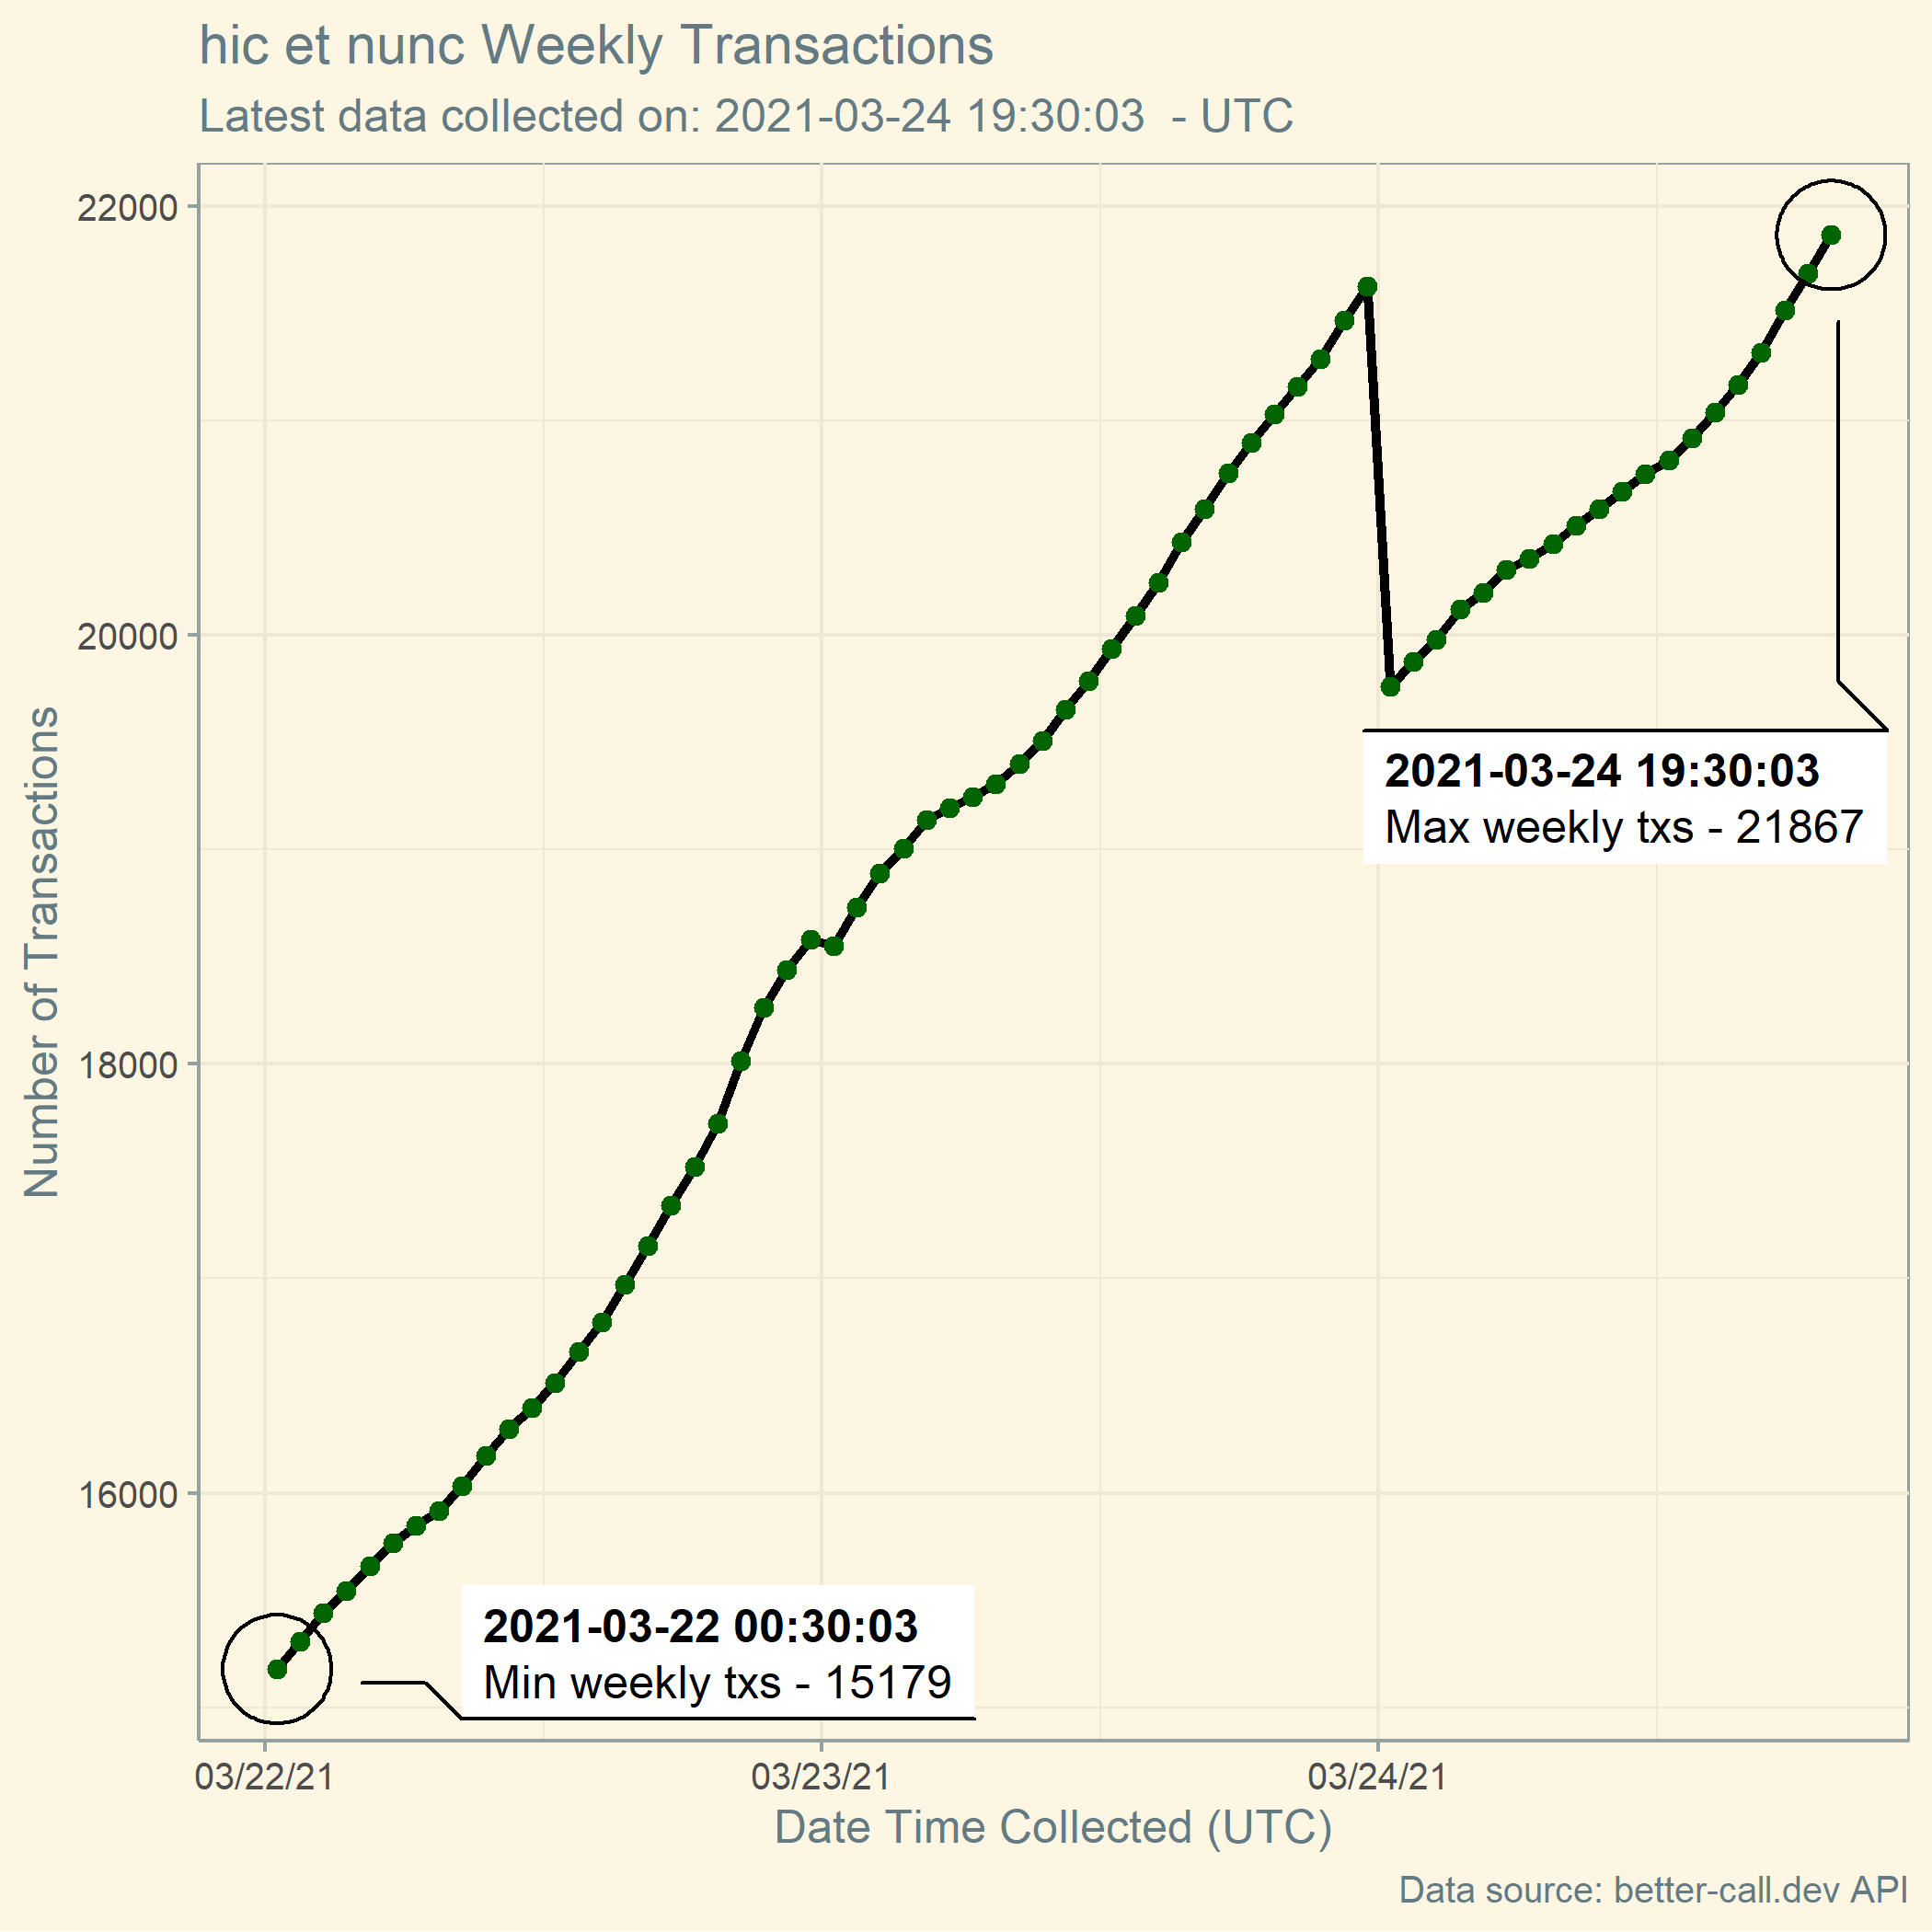 hic et nunc Weekly Transactions
Latest data collected on: 2021-03-24 19:30:03  - UTC
Number of Transactions
22000
20000
18000
16000
2021-03-24 19:30:03
Max weekly txs - 21867
2021-03-22 00:30:03
Min weekly txs - 15179
03/22/21
03/23/21
03/24/21
Date Time Collected (UTC)
Data source: better-call.dev API